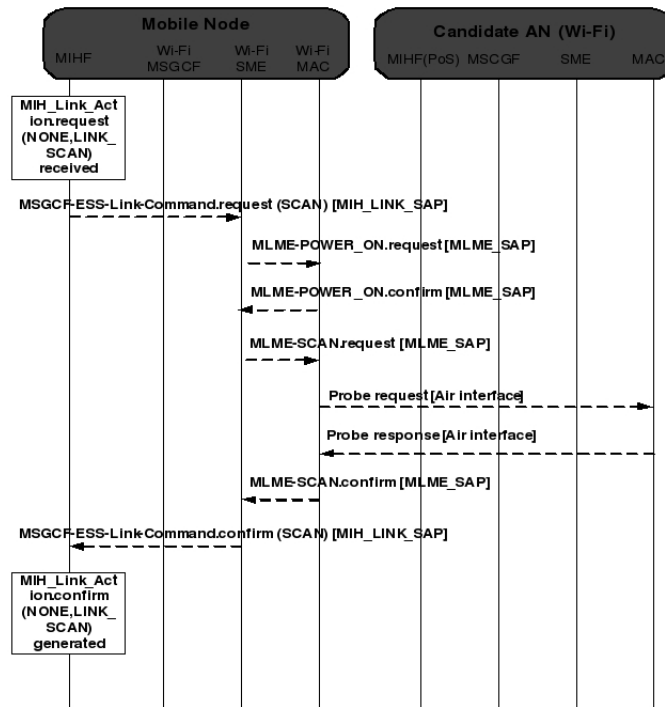 Mobile Node
Candidate AN (Wi-Fi)
MIHF
Wi-Fi
MSGCF
Wi-Fi
SME
Wi-Fi
MAC
MIHF(PoS)
MSCGF
SME
MAC
MIH_Link_Act
ion.request
(NONE,LINK_
SCAN)
received
MSGCF-ESS-Link-Command.request (SCAN) [MIH_LINK_SAP]
MLME-POWER_ON.request [MLME_SAP]
MLME-POWER_ON.confirm [MLME_SAP]
MLME-SCAN.request [MLME_SAP]
Probe request [Air interface]
Probe response [Air interface]
MLME-SCAN.confirm [MLME_SAP]
MSGCF-ESS-Link-Command.confirm (SCAN) [MIH_LINK_SAP]
MIH_Link_Act
ion.confirm
(NONE,LINK_
SCAN)
generated